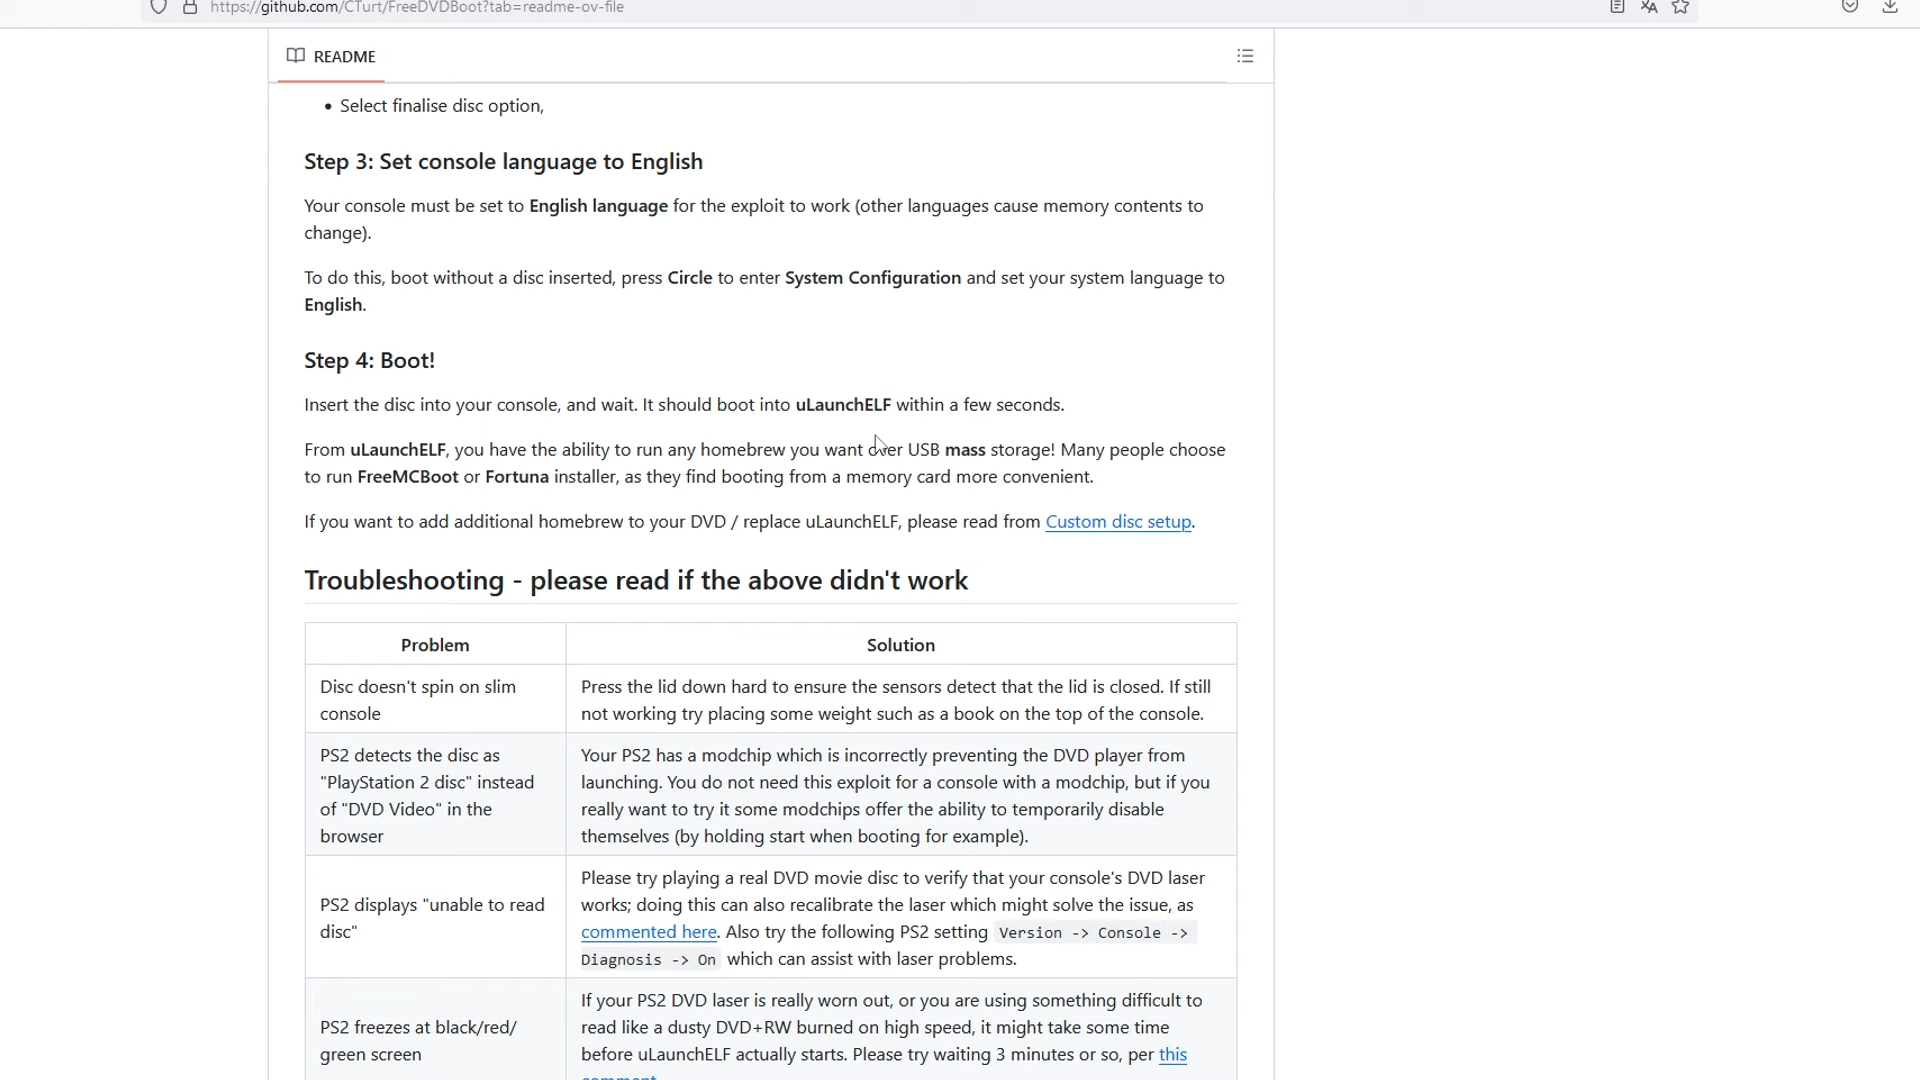 https://github.com/CTurt/FreeDVDBoot?tab=readme-ov-file
README
• Select finalise disc option,
Step 3: Set console language to English
Your console must be set to English language for the exploit to work (other languages cause memory contents to
change).
To do this, boot without a disc inserted, press Circle to enter System Configuration and set your system language to
English.
Step 4: Boot!
Insert the disc into your console, and wait. It should boot into uLaunchELF within a few seconds.
From uLaunchELF, you have the ability to run any homebrew you want over USB mass storage! Many people choose
to run FreeMCBoot or Fortuna installer, as they find booting from a memory card more convenient.
If you want to add additional homebrew to your DVD / replace uLaunchELF, please read from Custom disc setup.
Troubleshooting - please read if the above didn't work
Problem
Solution
Disc doesn't spin on slim
console
Press the lid down hard to ensure the sensors detect that the lid is closed. If still
not working try placing some weight such as a book on the top of the console.
PS2 detects the disc as
"PlayStation 2 disc" instead
of "DVD Video" in the
browser
Your PS2 has a modchip which is incorrectly preventing the DVD player from
launching. You do not need this exploit for a console with a modchip, but if you
really want to try it some modchips offer the ability to temporarily disable
themselves (by holding start when booting for example).
PS2 displays "unable to read
disc"
Please try playing a real DVD movie disc to verify that your console's DVD laser
works; doing this can also recalibrate the laser which might solve the issue, as
commented here. Also try the following PS2 setting Version -> Console ->
Diagnosis -> On which can assist with laser problems.
PS2 freezes at black/red/
green screen
If your PS2 DVD laser is really worn out, or you are using something difficult to
read like a dusty DVD+RW burned on high speed, it might take some time
before uLaunchELF actually starts. Please try waiting 3 minutes or so, per this